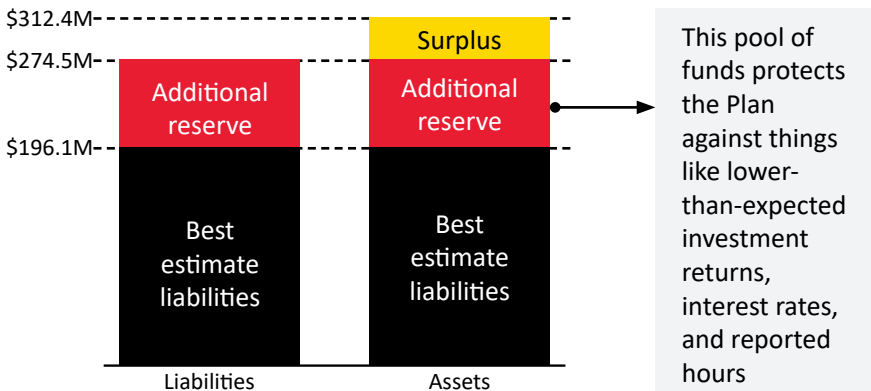 $312.4M
$274.5M
$196.1M
Additional
reserve
Best
estimate
liabilities
Liabilities
Surplus
Additional
reserve
Best
estimate
liabilities
Assets
This pool of
funds protects
the Plan
against things
like lower-
than-expected
investment
returns,
interest rates,
and reported
hours